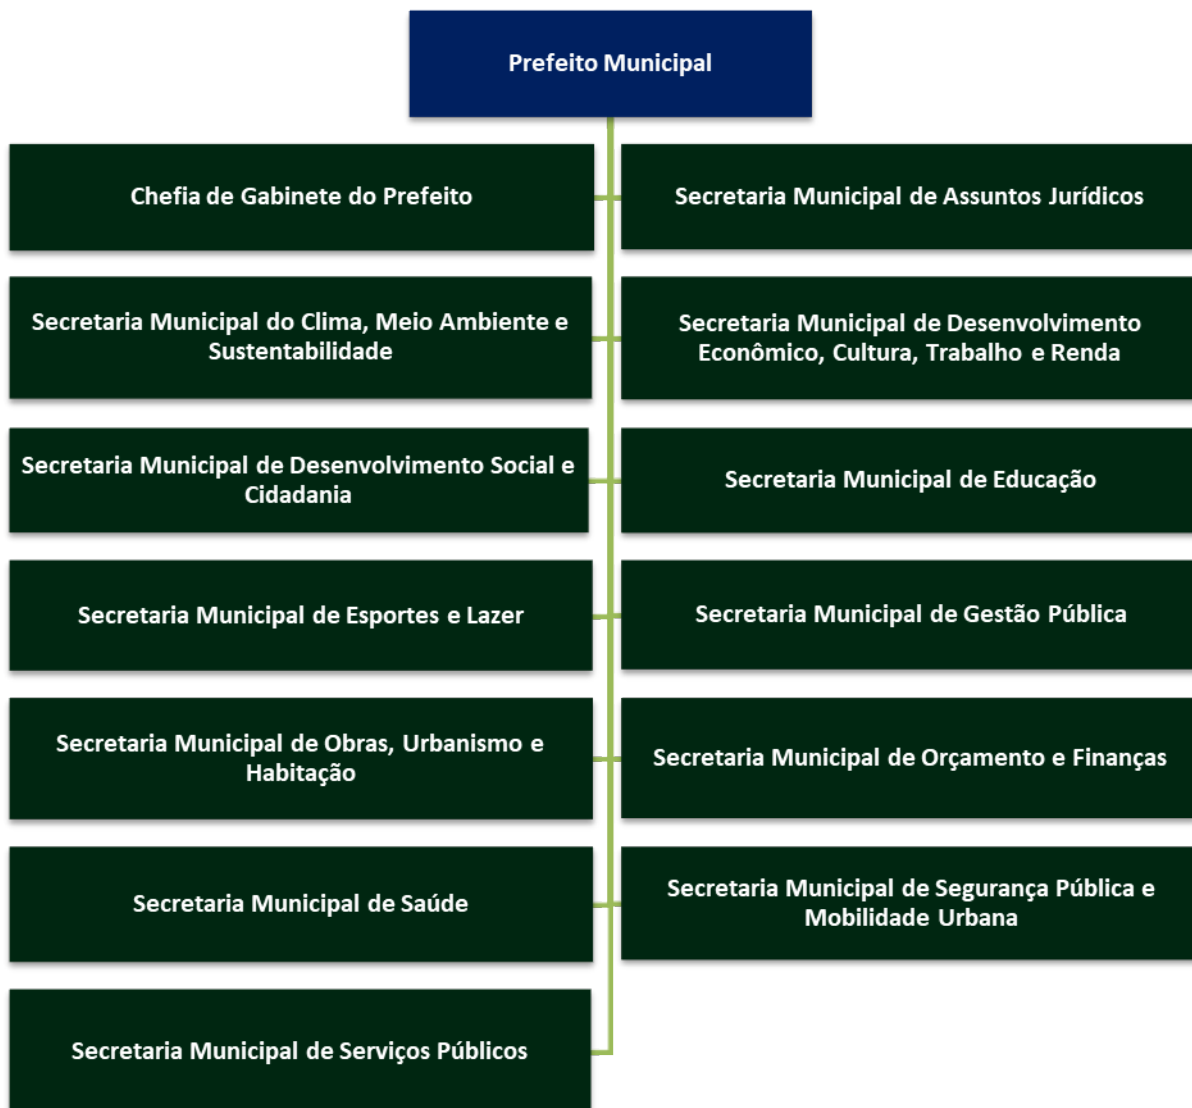 Prefeito Municipal
Chefia de Gabinete do Prefeito
Secretaria Municipal de Assuntos Jurídicos
Secretaria Municipal do Clima, Meio Ambiente e
Sustentabilidade
Secretaria Municipal de Desenvolvimento
Econômico, Cultura, Trabalho e Renda
Secretaria Municipal de Desenvolvimento Social e
Cidadania
Secretaria Municipal de Educação
Secretaria Municipal de Esportes e Lazer
Secretaria Municipal de Gestão Pública
Secretaria Municipal de Obras, Urbanismo e
Habitação
Secretaria Municipal de Orçamento e Finanças
Secretaria Municipal de Saúde
Secretaria Municipal de Segurança Pública e
Mobilidade Urbana
Secretaria Municipal de Serviços Públicos